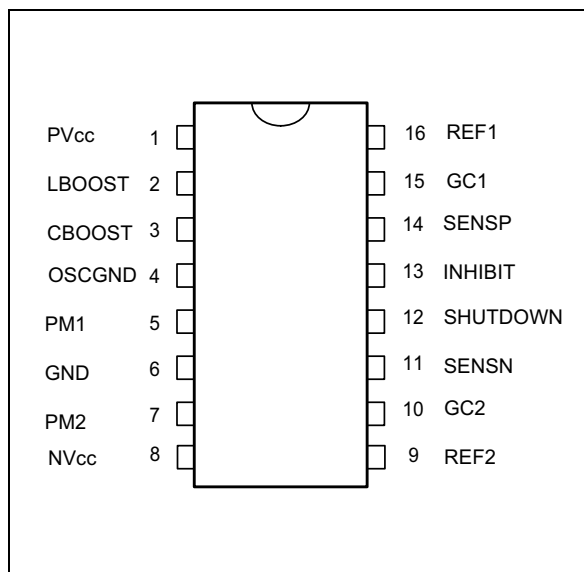 PVcc 1 16 REF1
LBOOST 2 15 GC1
CBOOST 3 14 SENSP
OSCGND 4 13 INHIBIT
PM1 5 12 SHUTDOWN
GND 6 11 SENSN
PM2 7 10 GC2
NVcc 8 9 REF2